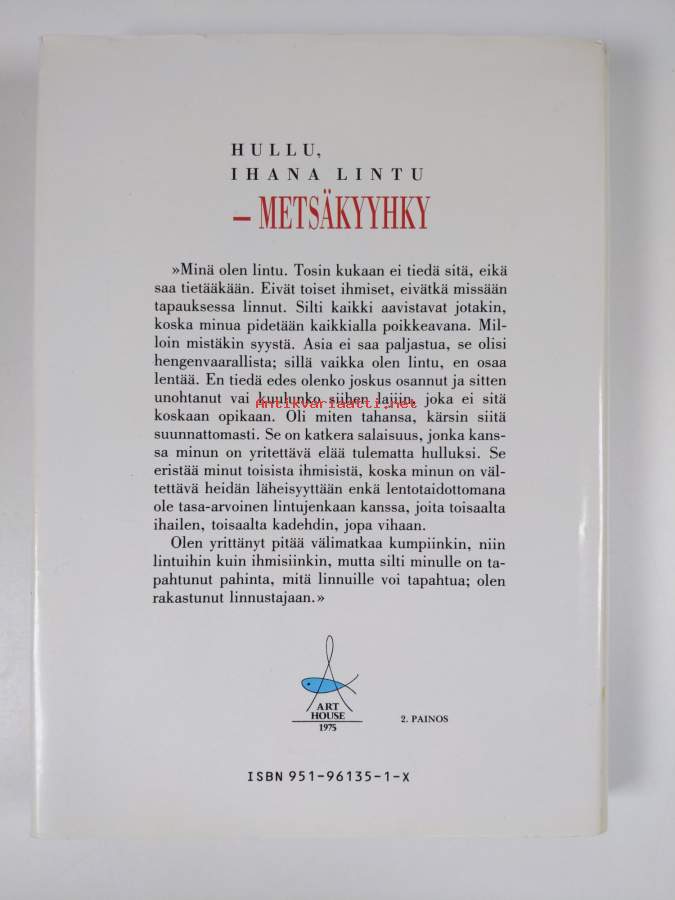 HULLU,
IHANA LINTU
– METSÄKYYHKY
»Minä olen lintu. Tosin kukaan ei tiedä sitä, eikä
saa tietääkään. Eivät toiset ihmiset, eivätkä missään
tapauksessa linnut. Silti kaikki aavistavat jotakin,
koska minua pidetään kaikkialla poikkeavana. Mil-
loin mistäkin syystä. Asia ei saa paljastua, se olisi
hengenvaarallista; sillä vaikka olen lintu, en osaa
lentää. En tiedä edes olenko joskus osannut ja sitten
unohtanut vai kuulunko siihen lajiin, joka ei sitä
Antikvariaatti.net
koskaan opikaan. Oli miten tahansa, kärsin siitä
suunnattomasti. Se on katkera salaisuus, jonka kans-
sa minun on yritettävä elää tulematta hulluksi. Se
eristää minut toisista ihmisistä, koska minun on väl-
tettävä heidän läheisyyttään enkä lentotaidottomana
ole tasa-arvoinen lintujenkaan kanssa, joita toisaalta
ihailen, toisaalta kadehdin, jopa vihaan.
Olen yrittänyt pitää välimatkaa kumpiinkin, niin
lintuihin kuin ihmisiinkin, mutta silti minulle on ta-
pahtunut pahinta, mitä linnuille voi tapahtua; olen
rakastunut linnustajaan.»
ART
HOUSE
1975
2. PAINOS
ISBN 951-96135-1-X